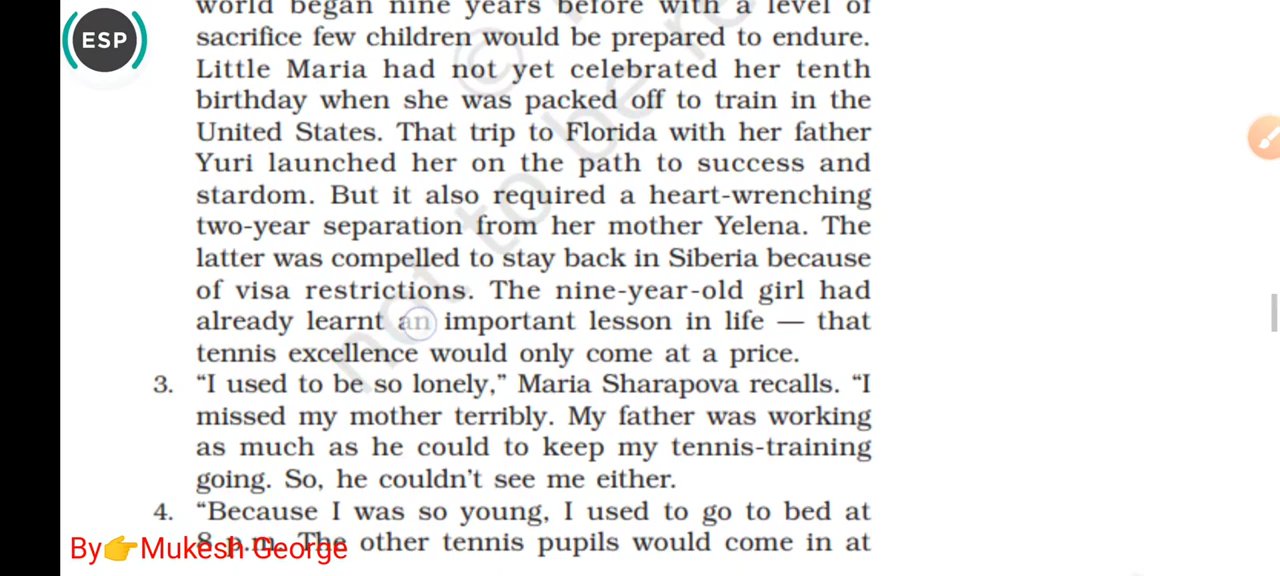 world began nine years before with a level of
ESP
sacrifice few children would be prepared to endure.
Little Maria had not yet celebrated her tenth
birthday when she was packed off to train in the
United States. That trip to Florida with her father
Yuri launched her on the path to success and
stardom. But it also required a heart-wrenching
two-year separation from her mother Yelena. The
latter was compelled to stay back in Siberia because
of visa restrictions. The nine-year-old girl had
already learnt an important lesson in life — that
tennis excellence would only come at a price.
3. “I used to be so lonely,” Maria Sharapova recalls. “I
missed my mother terribly. My father was working
as much as he could to keep my tennis-training
going. So, he couldn’t see me either.
4. “Because I was so young, I used to go to bed at
8 p.m. The other tennis pupils would come in at
By👉Mukesh George
© not to be re